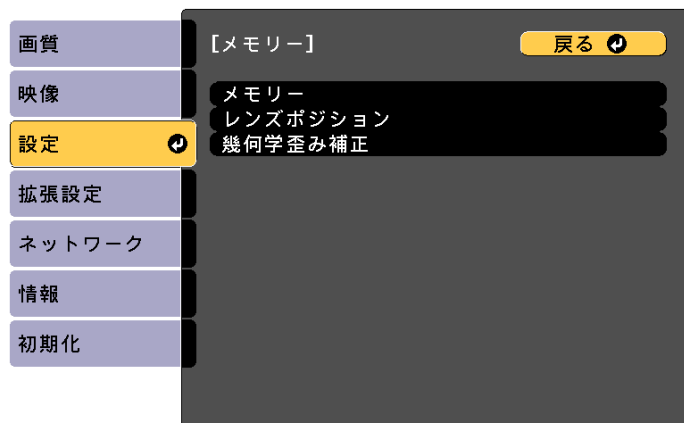 画質
映像
設定
拡張設定
ネットワーク
情報
初期化
[メモリー]
戻る
メモリー
レンズポジション
幾何学歪み補正